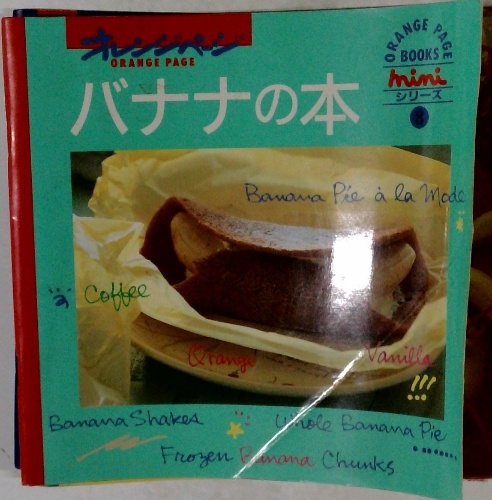 オレンジページ
ORANGE PAGE
バナナの本
ORANGE PAGE
BOOKS
mini
シリーズ
8
Banana Pie à la Mode
Coffee
Orange
Vanilla
!!!
Banana Shakes
Whole Banana Pie
Frozen Banana Chunks